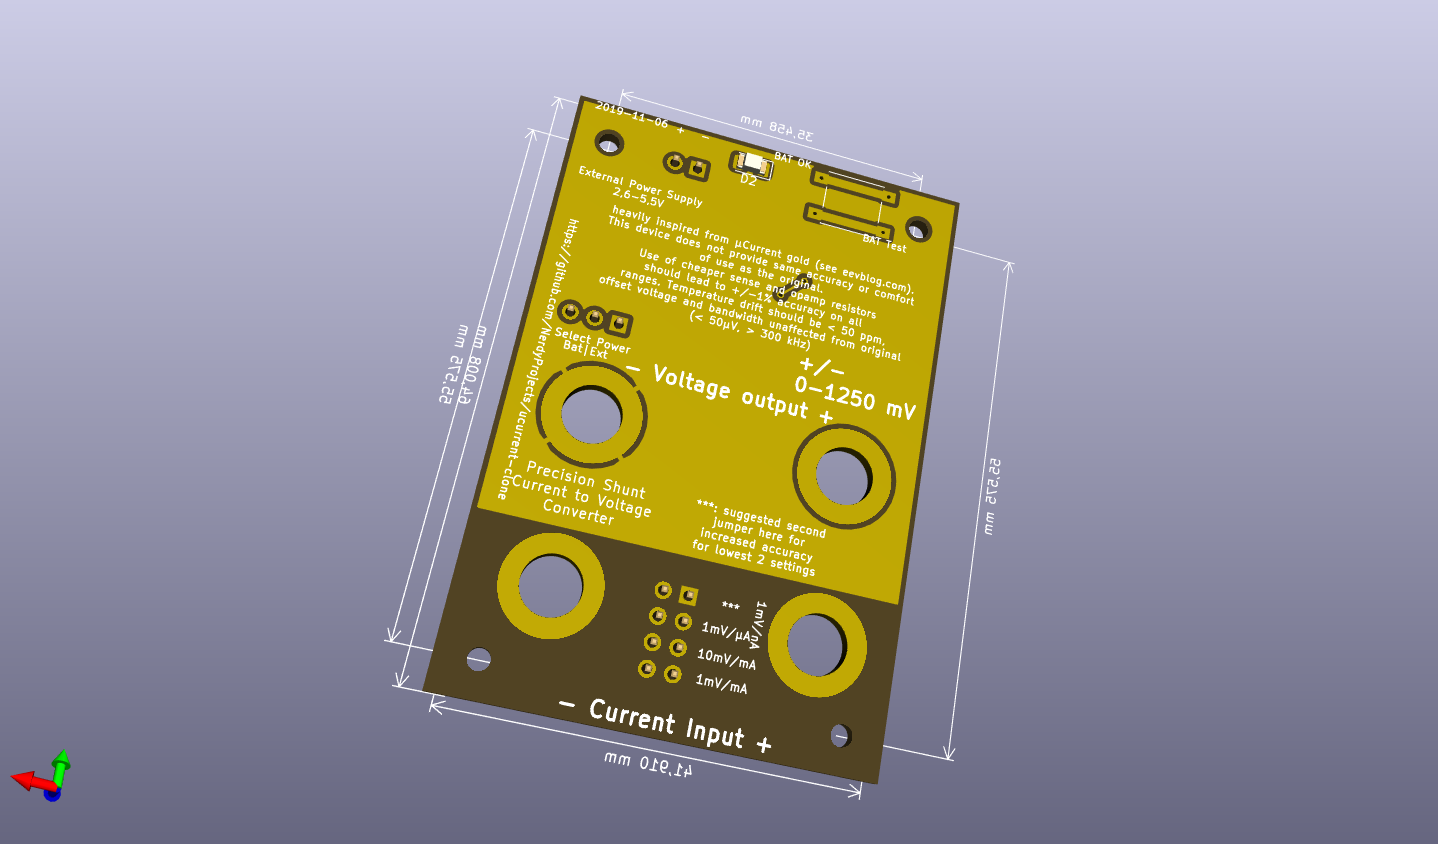 35.458 mm
2019-11-06 + -
BAT OK
D2
External Power Supply
2,6-5,5V
BAT Test
heavily inspired from µCurrent gold (see eevblog.com).
This device does not provide same accuracy or comfort
of use as the original.
Use of cheaper sense and opamp resistors
should lead to +/-1% accuracy on all
ranges. Temperature drift should be < 50 ppm,
offset voltage and bandwidth unaffected from original
(< 50µV. > 300 kHz)
https://github.com/NerdyProjects/ucurrent-clone
Select Power
Bat|Ext
55.575 mm
64.008 mm
+/-
0-1250 mV
- Voltage output +
55.575 mm
Precision Shunt
Current to Voltage
Converter
***: suggested second
jumper here for
increased accuracy
for lowest 2 settings
***
1mV/nA
1mV/µA
10mV/mA
1mV/mA
- Current Input +
41.910 mm